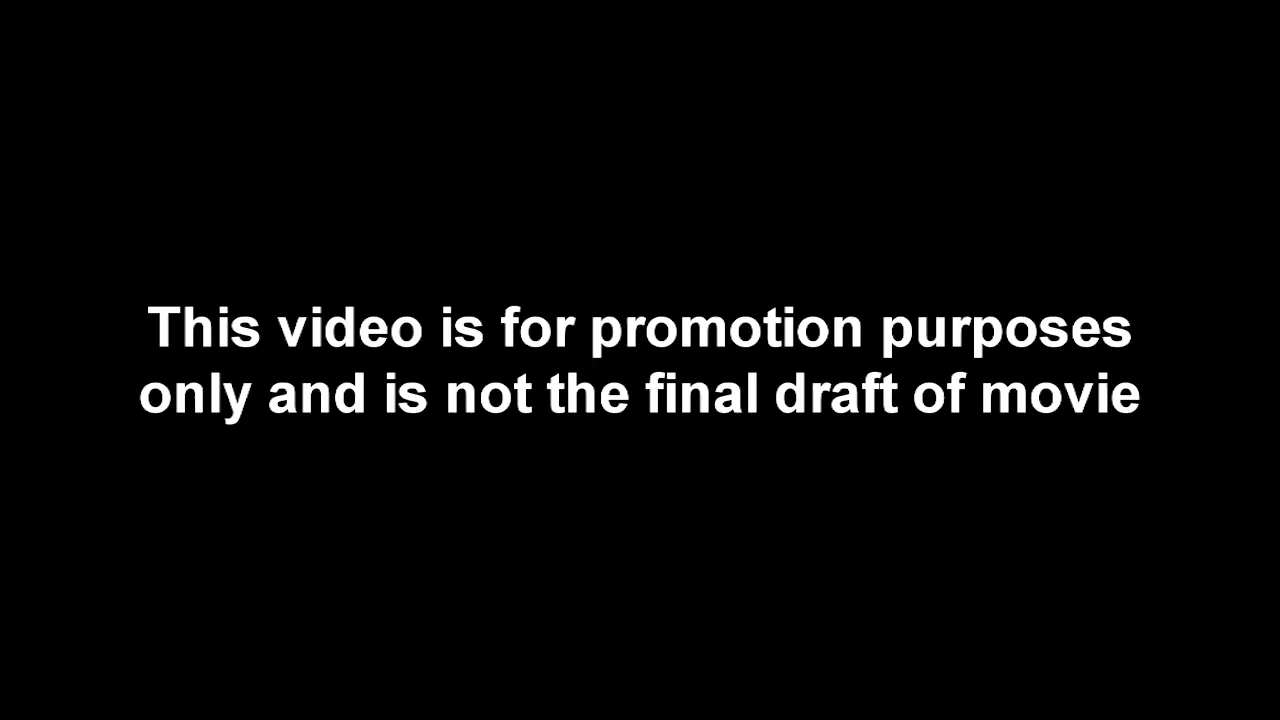 This video is for promotion purposes
only and is not the final draft of movie